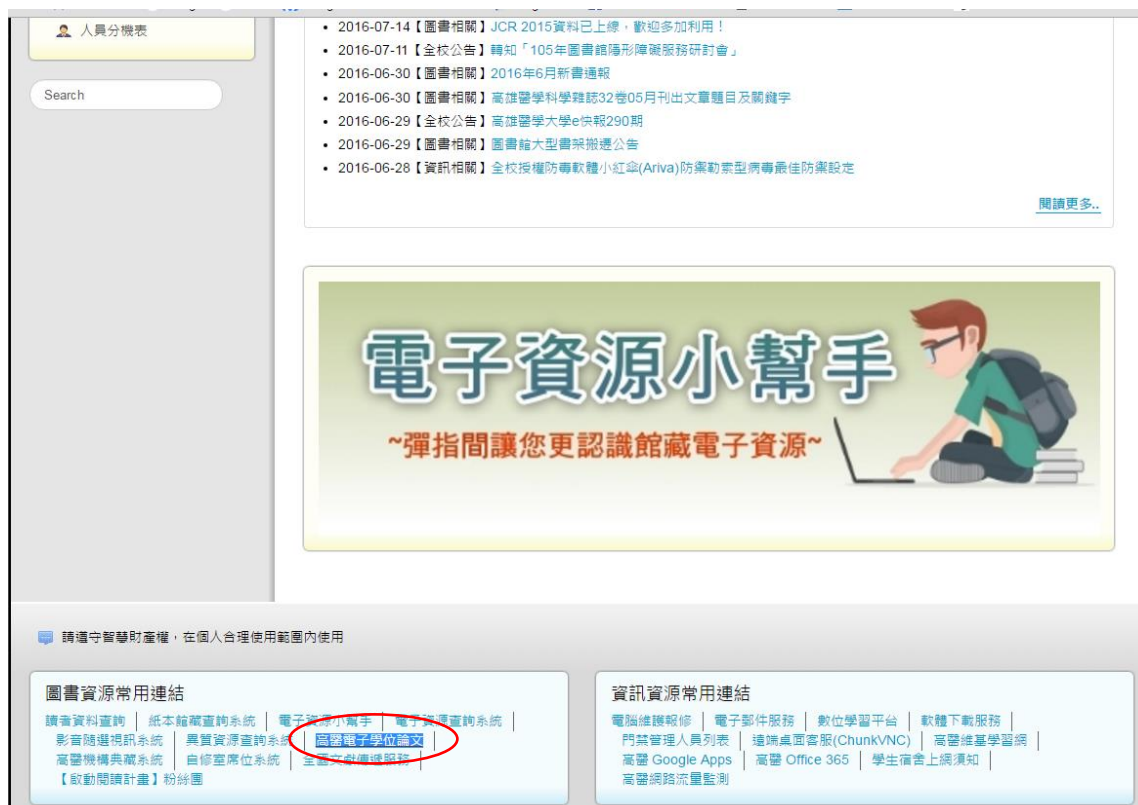 人員分機表
Search
• 2016-07-14【圖書相關】JCR 2015資料已上線，歡迎多加利用！
• 2016-07-11【全校公告】轉知「105年圖書館隱形障礙服務研討會」
• 2016-06-30【圖書相關】2016年6月新書通報
• 2016-06-30【圖書相關】高雄醫學科學雜誌32卷05月刊出文章題目及關鍵字
• 2016-06-29【全校公告】高雄醫學大學e快報290期
• 2016-06-29【圖書相關】圖書館大型書架搬遷公告
• 2016-06-28【資訊相關】全校授權防毒軟體小紅傘(Ariva)防禦勒索型病毒最佳防禦設定
閱讀更多..
電子資源小幫手
~彈指間讓您更認識館藏電子資源~
請遵守智慧財產權，在個人合理使用範圍內使用
圖書資源常用連結
讀者資料查詢 | 紙本館藏查詢系統 | 電子資源小幫手 | 電子資源查詢系統 |
影音隨選視訊系統 | 異質資源查詢系統 | 高醫電子學位論文 |
高醫機構典藏系統 | 自修室席位系統 | 全國文獻傳遞服務 |
【啟動閱讀計畫】粉絲團
資訊資源常用連結
電腦維護報修 | 電子郵件服務 | 數位學習平台 | 軟體下載服務 |
門禁管理人員列表 | 遠端桌面客服(ChunkVNC) | 高醫維基學習網 |
高醫 Google Apps | 高醫 Office 365 | 學生宿舍上網須知 |
高醫網路流量監測